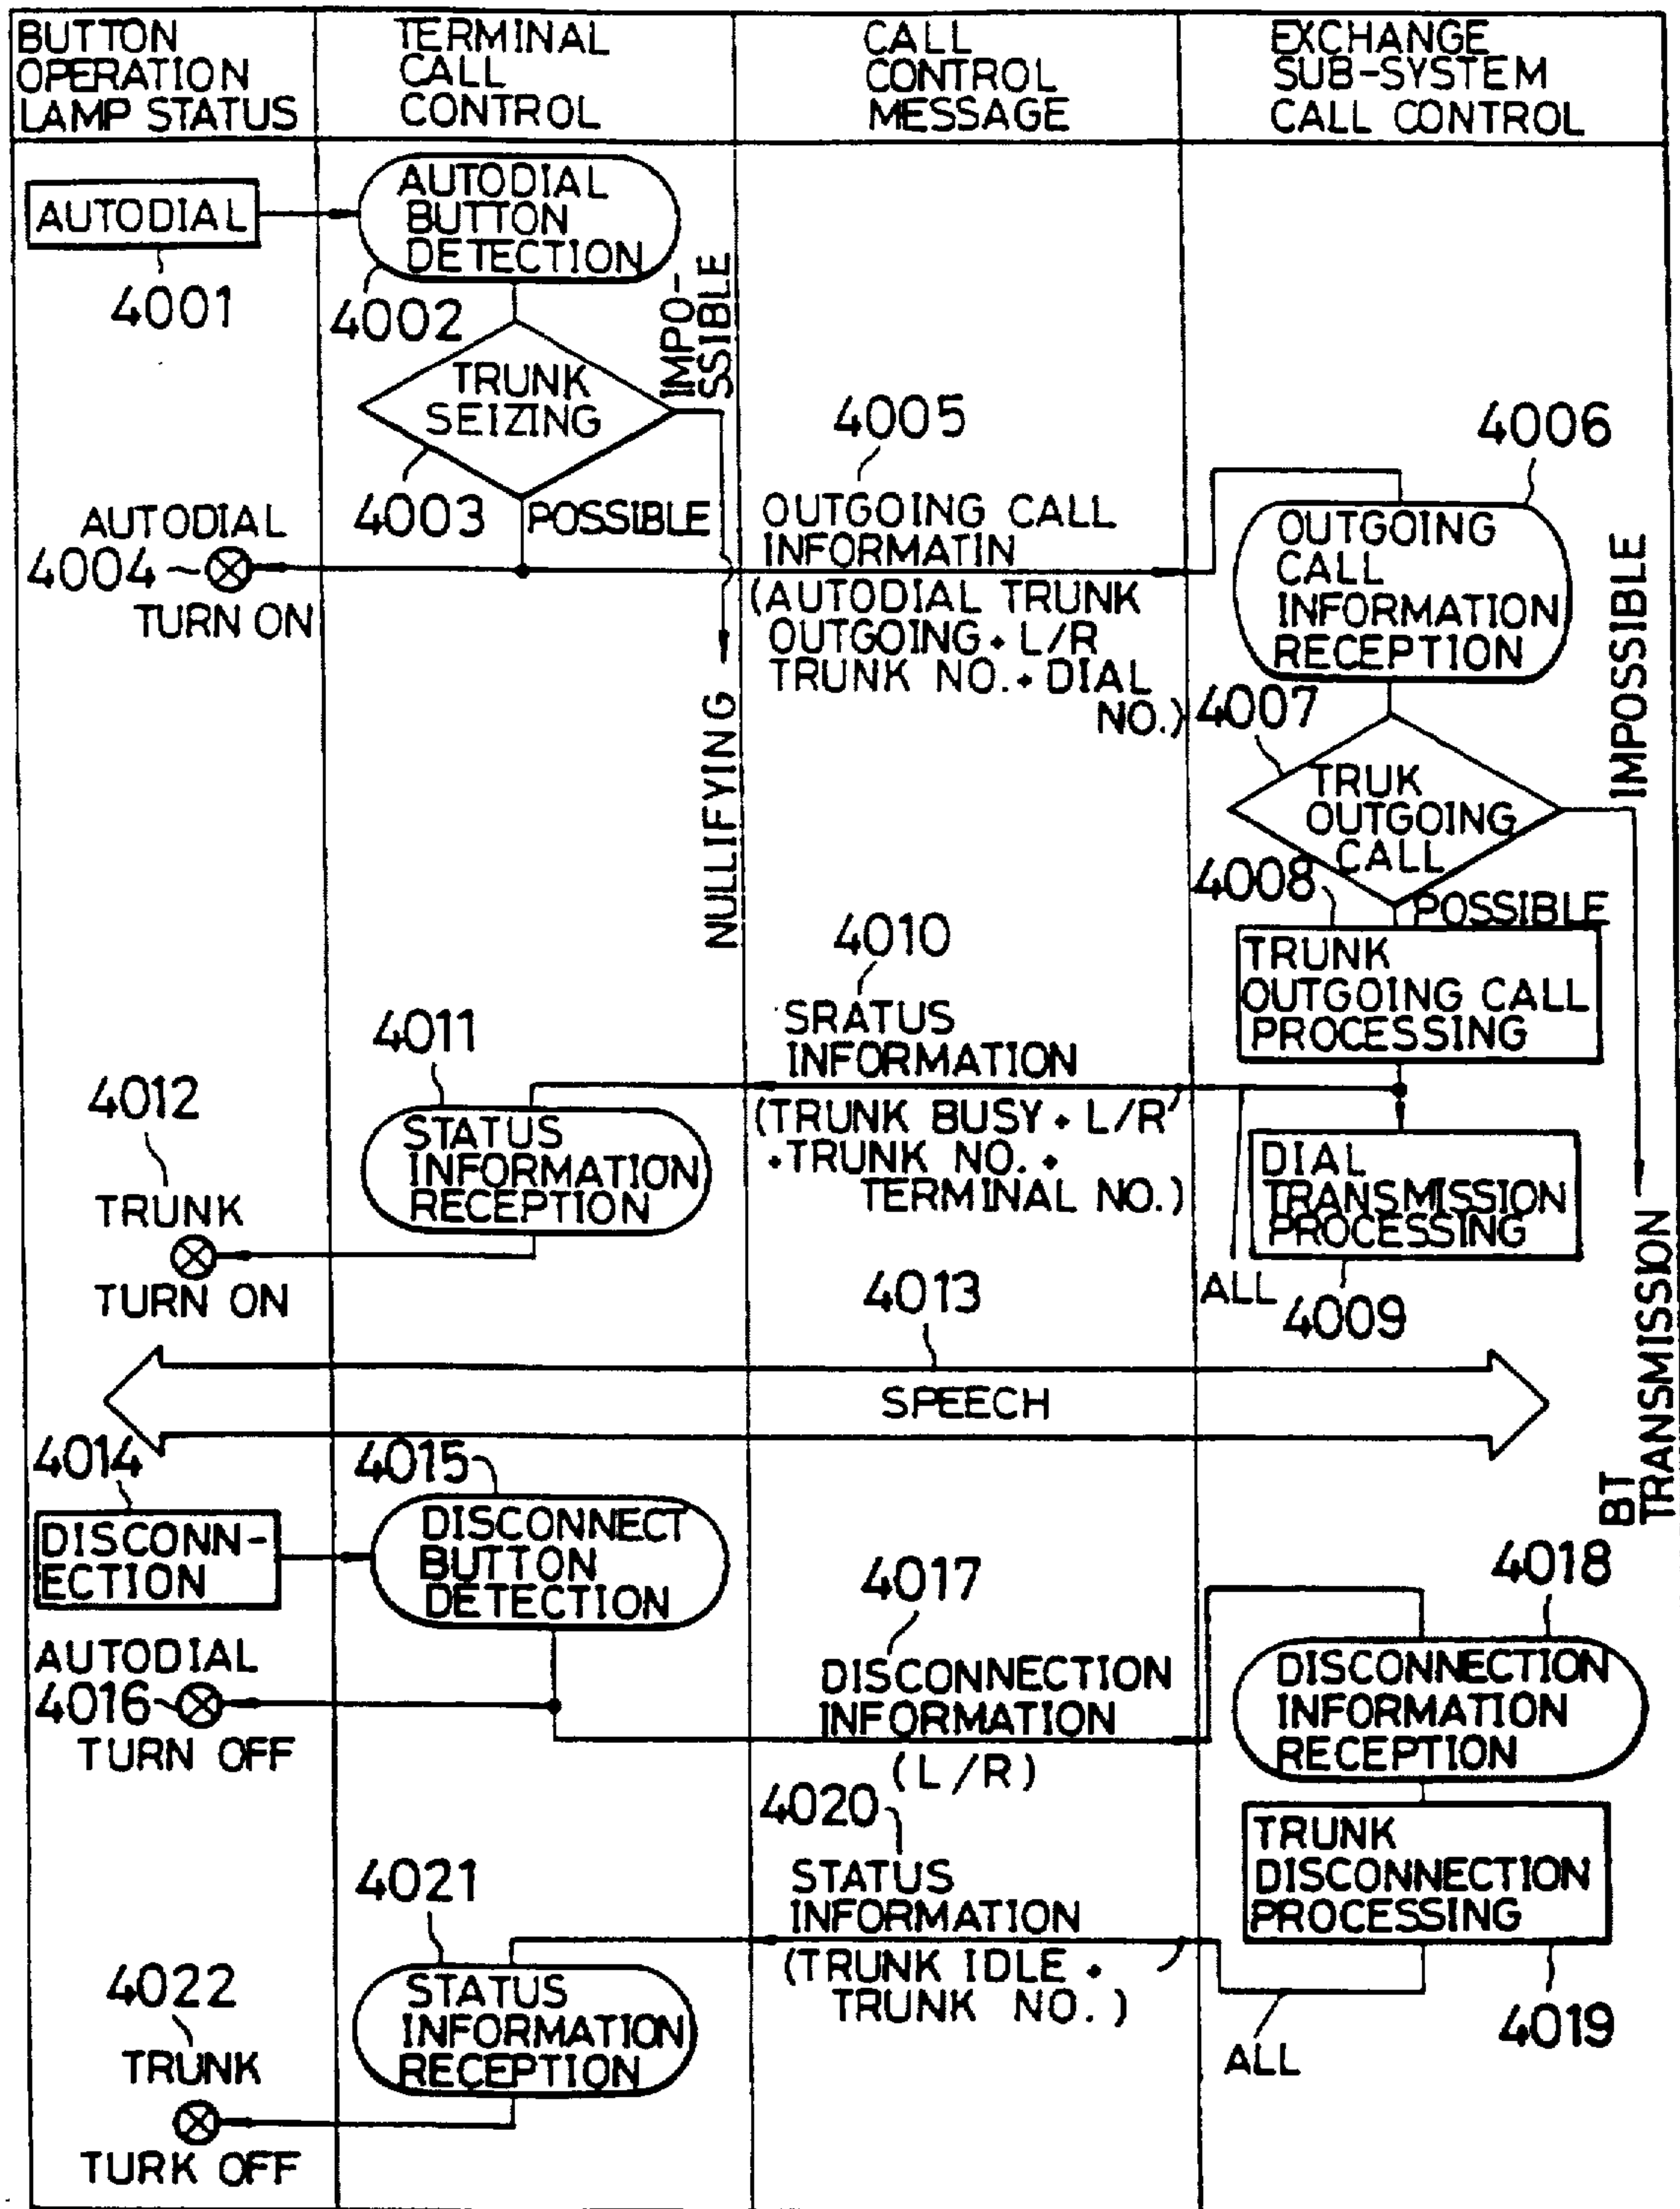 BUTTON
OPERATION
LAMP STATUS
TERMINAL
CALL
CONTROL
CALL
CONTROL
MESSAGE
EXCHANGE
SUB-SYSTEM
CALL CONTROL
AUTODIAL
4001
AUTODIAL
BUTTON
DETECTION
4002
IMPO-
SSIBLE
TRUNK
SEIZING
4003
POSSIBLE
AUTODIAL
4004
TURN ON
NULLIFYING
4005
OUTGOING CALL
INFORMATIN
(AUTODIAL TRUNK
OUTGOING + L/R
TRUNK NO. + DIAL
NO.)
4006
OUTGOING
CALL
INFORMATION
RECEPTION
IMPOSSIBLE
4007
TRUK
OUTGOING
CALL
4008
POSSIBLE
TRUNK
OUTGOING CALL
PROCESSING
4010
SRATUS
INFORMATION
(TRUNK BUSY + L/R
+TRUNK NO. +
TERMINAL NO.)
4011
STATUS
INFORMATION
RECEPTION
4012
TRUNK
TURN ON
DIAL
TRANSMISSION
PROCESSING
ALL
4009
BT
TRANSMISSION
4013
SPEECH
4014
DISCONN-
ECTION
4015
DISCONNECT
BUTTON
DETECTION
AUTODIAL
4016
TURN OFF
4017
DISCONNECTION
INFORMATION
(L/R)
4018
DISCONNECTION
INFORMATION
RECEPTION
TRUNK
DISCONNECTION
PROCESSING
4019
4020
STATUS
INFORMATION
(TRUNK IDLE +
TRUNK NO.)
ALL
4021
STATUS
INFORMATION
RECEPTION
4022
TRUNK
TURK OFF